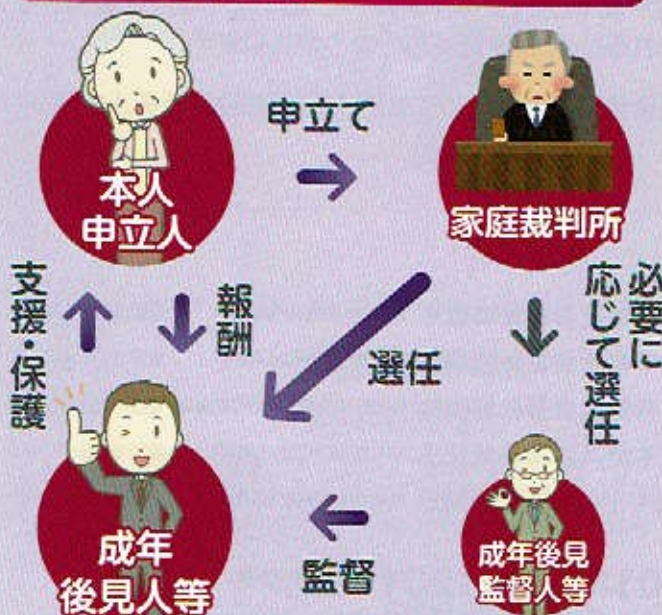 申立て
本人
申立人
家庭裁判所
支援・保護
報酬
選任
必要に
応じて選任
成年
後見人等
監督
成年後見
監督人等